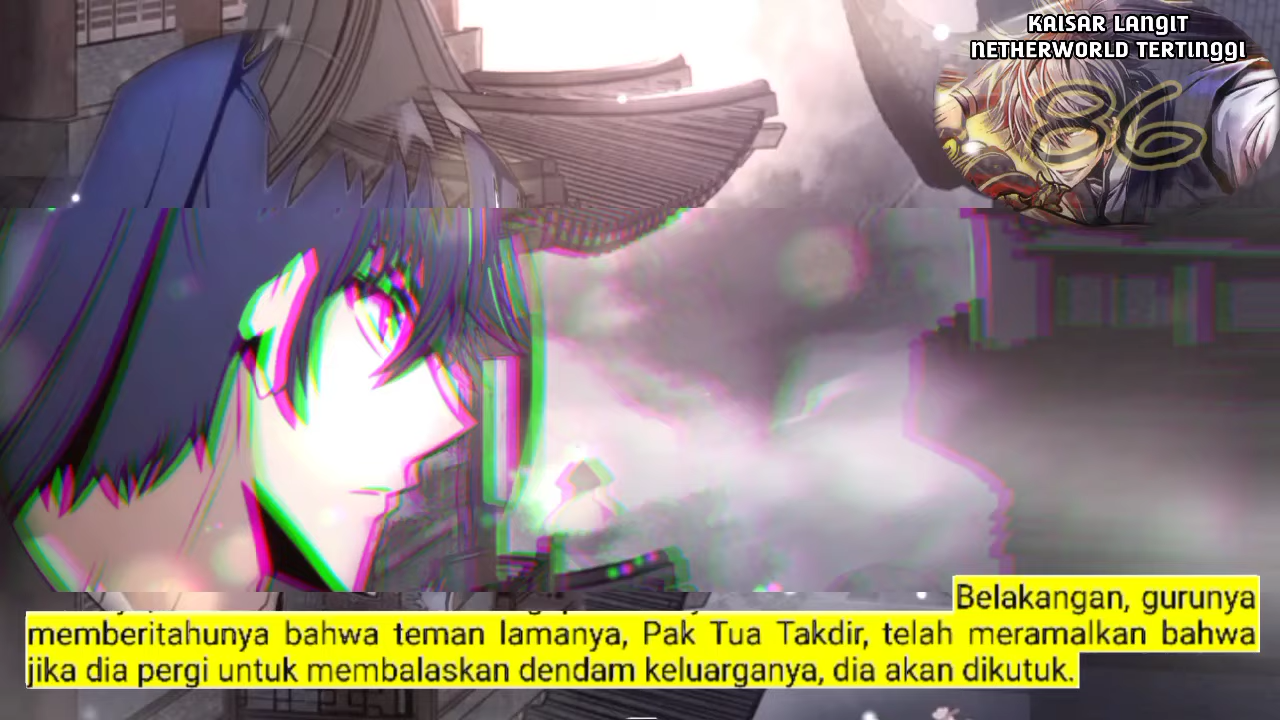 KAISAR LANGIT
NETHERWORLD TERTINGGI
86
Belakangan, gurunya
memberitahunya bahwa teman lamanya, Pak Tua Takdir, telah meramalkan bahwa
jika dia pergi untuk membalaskan dendam keluarganya, dia akan dikutuk.